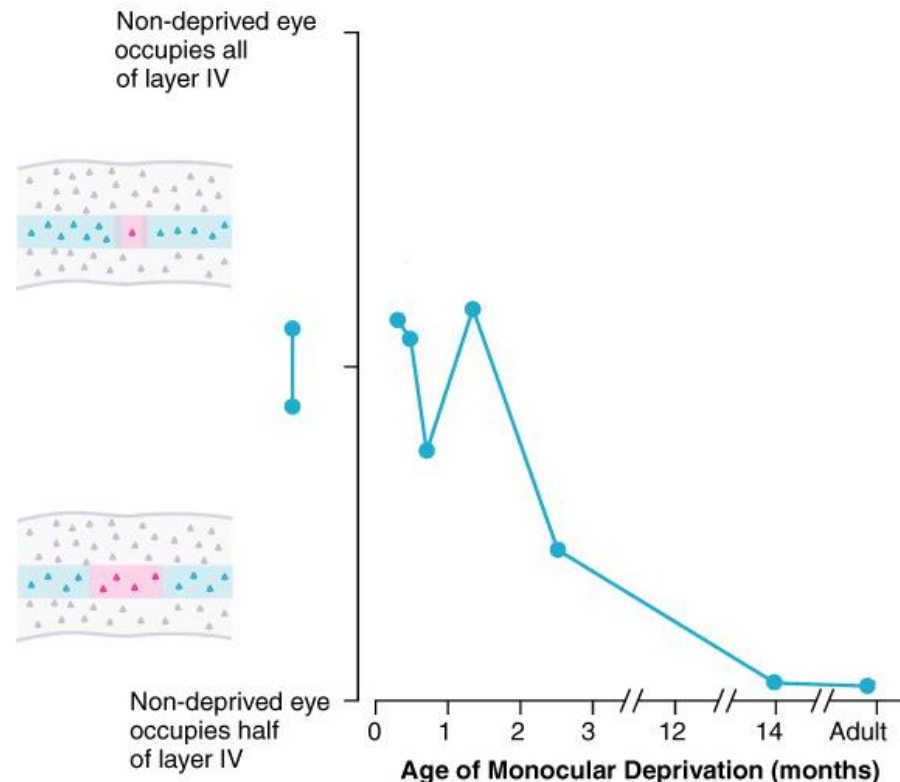 Non-deprived eye
occupies all
of layer IV
Non-deprived eye
occupies half
of layer IV
0 1 2 3 12 14 Adult
Age of Monocular Deprivation (months)